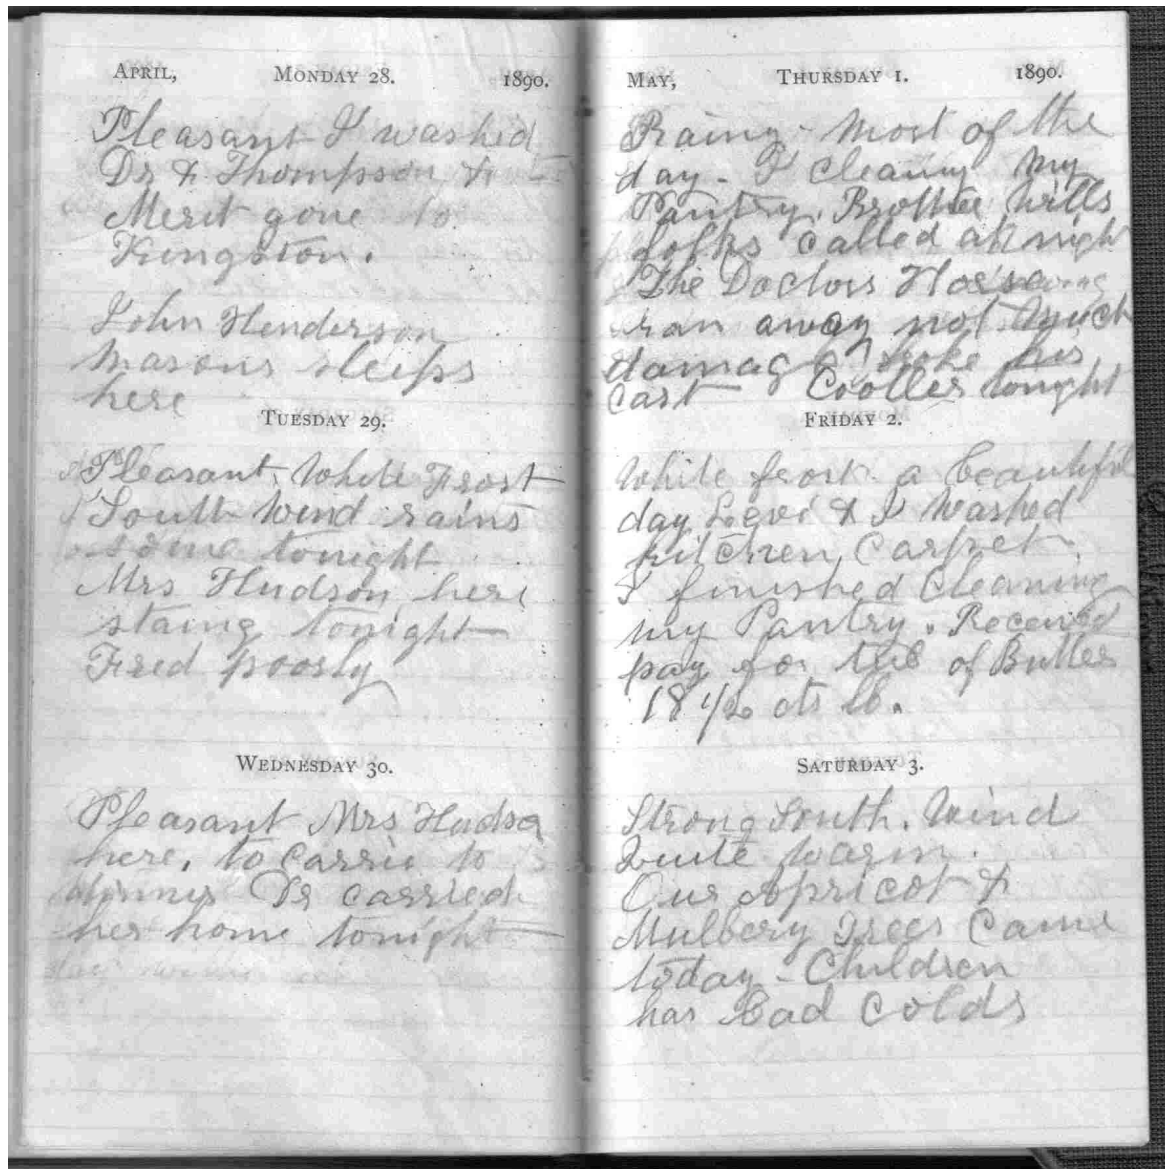 APRIL, MONDAY 28. 1890.
Pleasant I washed
Dr & Thompson &
Merit gone to
Kingston.
John Henderson
masons sleeps
here
TUESDAY 29.
Pleasant. White Frost
South Wind rains
some tonight
Mrs Hudson here
staing tonight
Fred poorly
WEDNESDAY 30.
Pleasant Mrs Hudson
here, to carrie to
Dr carried
her home tonight
MAY, THURSDAY 1. 1890.
Rainy - Most of the
day - I cleany my
Pantry. Brother Wills
folks called at night
The Doctors Horse
ran away not Much
damage broke his
cart Cooller tonight
FRIDAY 2.
White frost a beautiful
day Levi & I Washed
kitchen Carpet.
I finished Cleaning
my Pantry. Received
pay for of Butter
18 1/2 cts lb.
SATURDAY 3.
Strong South. Wind
quite warm.
Our Apricot &
Mulbery Trees Came
today - Children
has Bad Colds